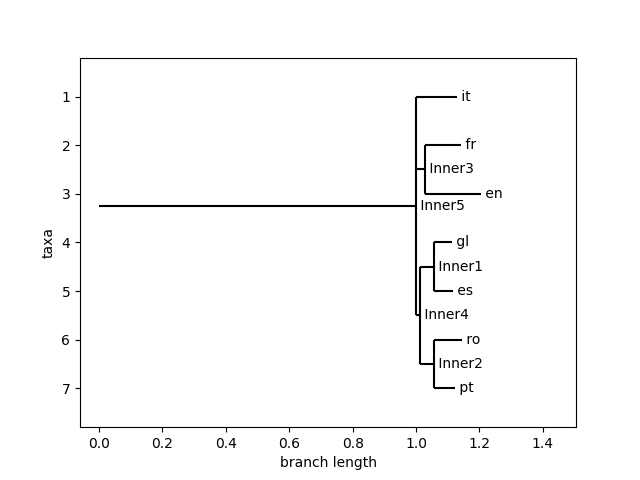 1
it
2
fr
Inner3
3
en
Inner5
4
gl
Inner1
5
es
Inner4
6
ro
Inner2
7
pt
taxa
0.0 0.2 0.4 0.6 0.8 1.0 1.2 1.4
branch length